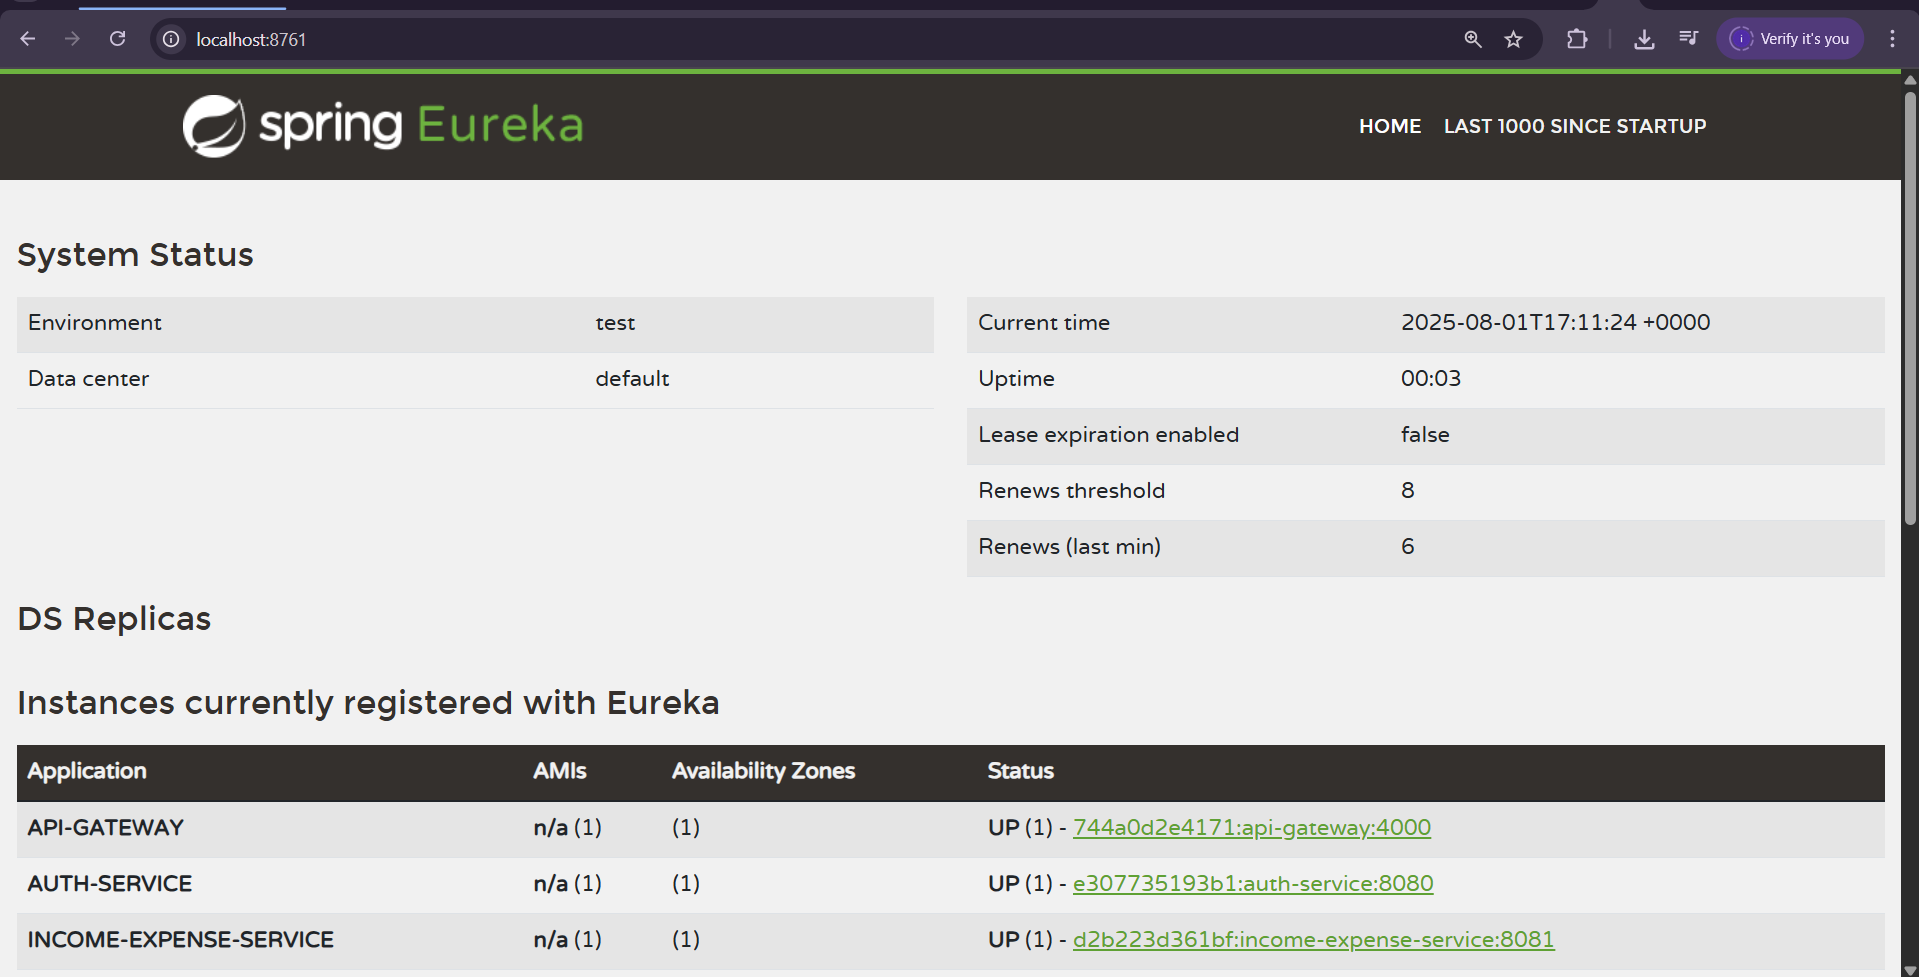 localhost:8761
Verify it's you
spring Eureka
HOME LAST 1000 SINCE STARTUP
System Status
Environment test
Data center default
Current time 2025-08-01T17:11:24 +0000
Uptime 00:03
Lease expiration enabled false
Renews threshold 8
Renews (last min) 6
DS Replicas
Instances currently registered with Eureka
Application AMIs Availability Zones Status
API-GATEWAY n/a (1) (1) UP (1) - 744a0d2e4171:api-gateway:4000
AUTH-SERVICE n/a (1) (1) UP (1) - e307735193b1:auth-service:8080
INCOME-EXPENSE-SERVICE n/a (1) (1) UP (1) - d2b223d361bf:income-expense-service:8081